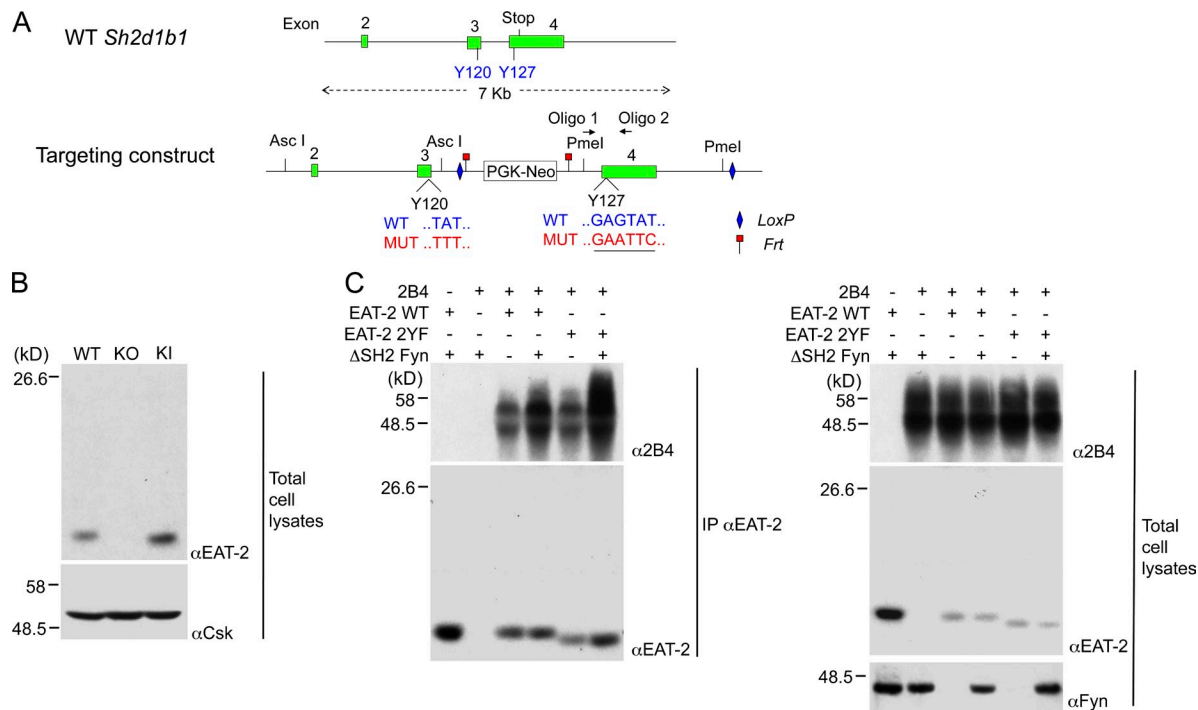 A
WT Sh2d1b1
Exon 2 3 Stop 4
Y120 Y127
7 Kb
Targeting construct
Asc I 2 3 Asc I PGK-Neo Oligo 1 Oligo 2 PmeI 4 PmeI
Y120 Y127
WT ..TAT.. WT ..GAGTAT..
MUT ..TTT.. MUT ..GAATTC..
LoxP
Frt
B
(kD) WT KO KI
26.6
αEAT-2
58
48.5
αCsk
Total cell lysates
C
2B4 - + + + + +
EAT-2 WT + - + + - -
EAT-2 2YF - - - - + +
ΔSH2 Fyn + + - + - +
(kD)
58
48.5
α2B4
26.6
αEAT-2
IP αEAT-2
2B4 - + + + + +
EAT-2 WT + - + + - -
EAT-2 2YF - - - - + +
ΔSH2 Fyn + + - + - +
(kD)
58
48.5
α2B4
26.6
αEAT-2
48.5
αFyn
Total cell lysates